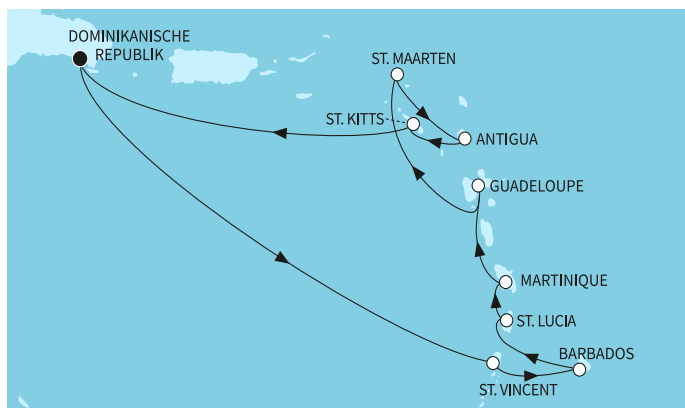 DOMINIKANISCHE
REPUBLIK
ST. MAARTEN
ST. KITTS
ANTIGUA
GUADELOUPE
MARTINIQUE
ST. LUCIA
BARBADOS
ST. VINCENT